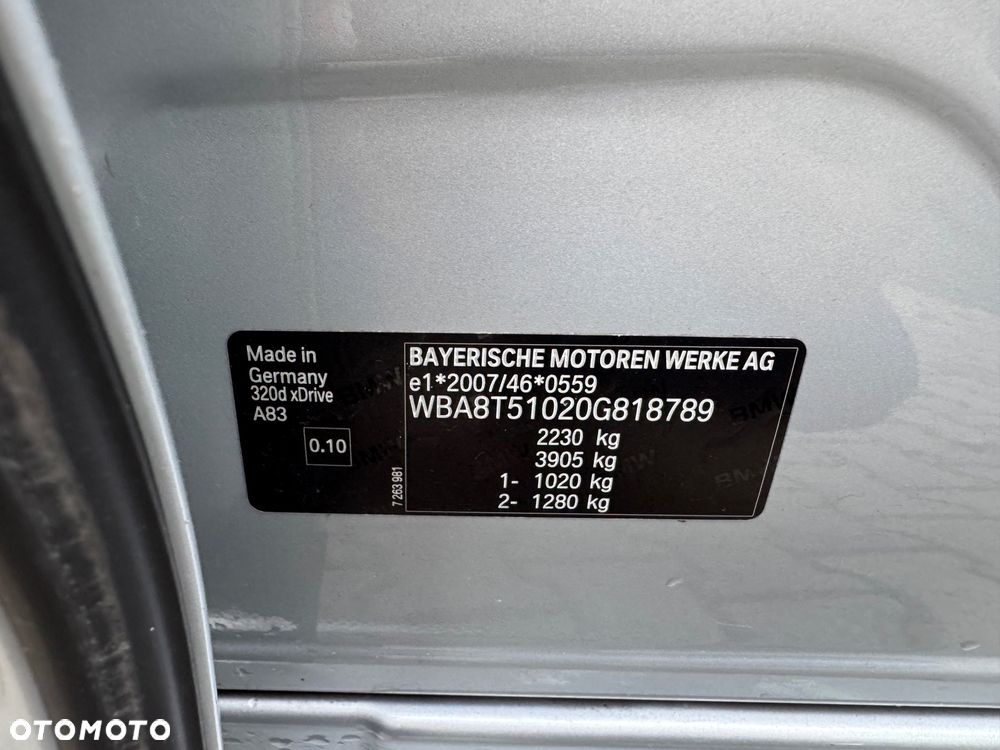 Made in
Germany
320d xDrive
A83
0.10
7 263 981
BAYERISCHE MOTOREN WERKE AG
e1*2007/46*0559
WBA8T51020G818789
2230 kg
3905 kg
1- 1020 kg
2- 1280 kg
BMW
OTOMOTO